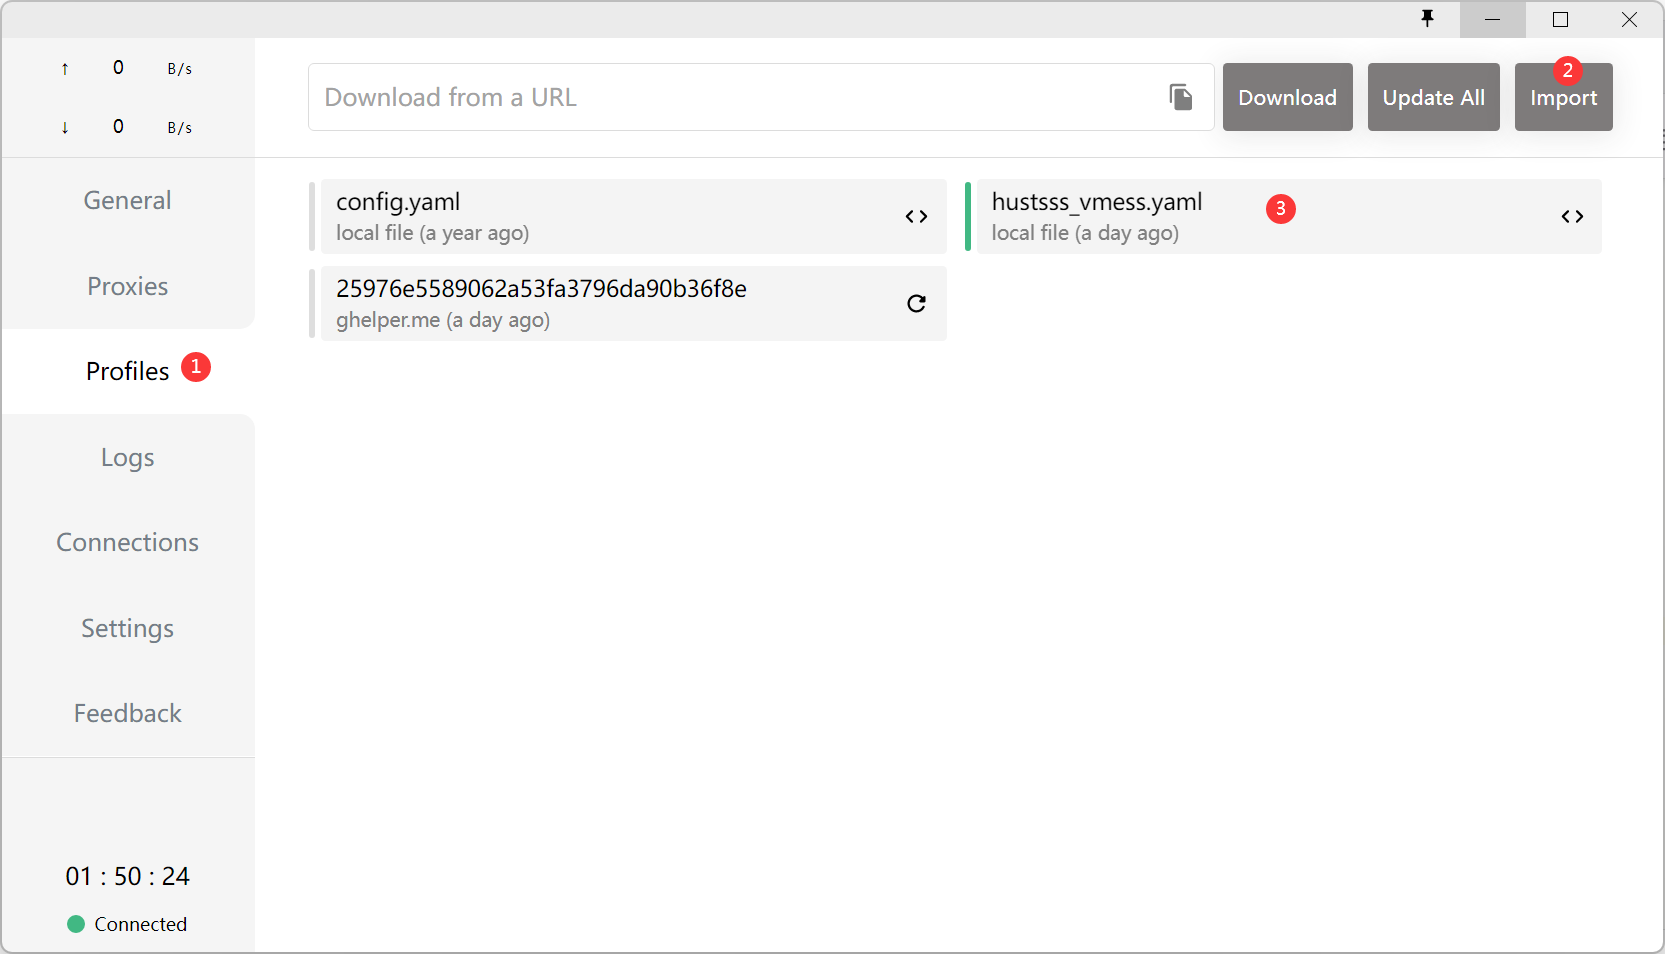 ↑ 0 B/s
↓ 0 B/s
General
Proxies
Profiles 1
Logs
Connections
Settings
Feedback
01 : 50 : 24
Connected
Download from a URL
Download
Update All
2
Import
config.yaml
local file (a year ago)
hustsss_vmess.yaml
local file (a day ago)
3
25976e5589062a53fa3796da90b36f8e
ghelper.me (a day ago)